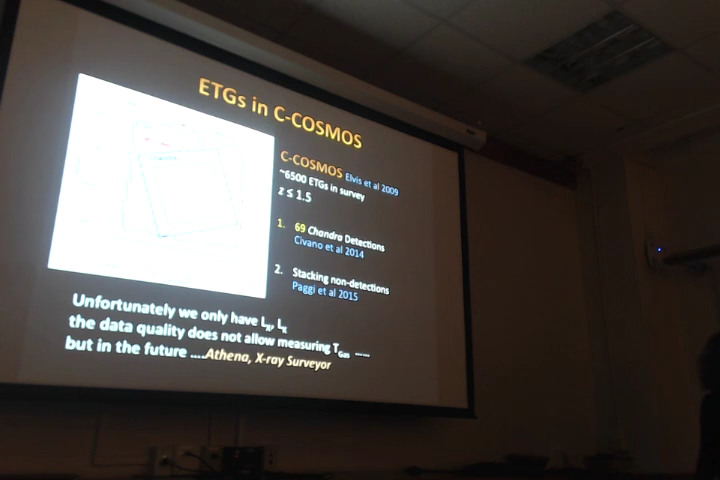 ETGs in C-COSMOS
C-COSMOS Elvis et al 2009
~6500 ETGs in survey
z ≤ 1.5
1. 69 Chandra Detections
Civano et al 2014
2. Stacking non-detections
Paggi et al 2015
Unfortunately we only have Lx, LK
the data quality does not allow measuring TGas ......
but in the future ....Athena, X-ray Surveyor